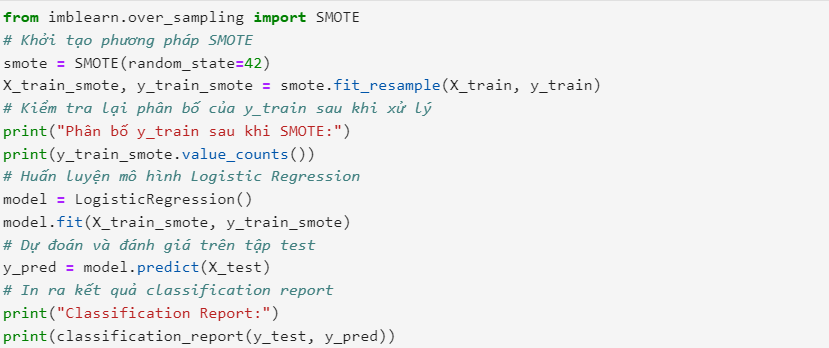 from imblearn.over_sampling import SMOTE
# Khởi tạo phương pháp SMOTE
smote = SMOTE(random_state=42)
X_train_smote, y_train_smote = smote.fit_resample(X_train, y_train)
# Kiểm tra lại phân bố của y_train sau khi xử lý
print("Phân bố y_train sau khi SMOTE:")
print(y_train_smote.value_counts())
# Huấn luyện mô hình Logistic Regression
model = LogisticRegression()
model.fit(X_train_smote, y_train_smote)
# Dự đoán và đánh giá trên tập test
y_pred = model.predict(X_test)
# In ra kết quả classification report
print("Classification Report:")
print(classification_report(y_test, y_pred))